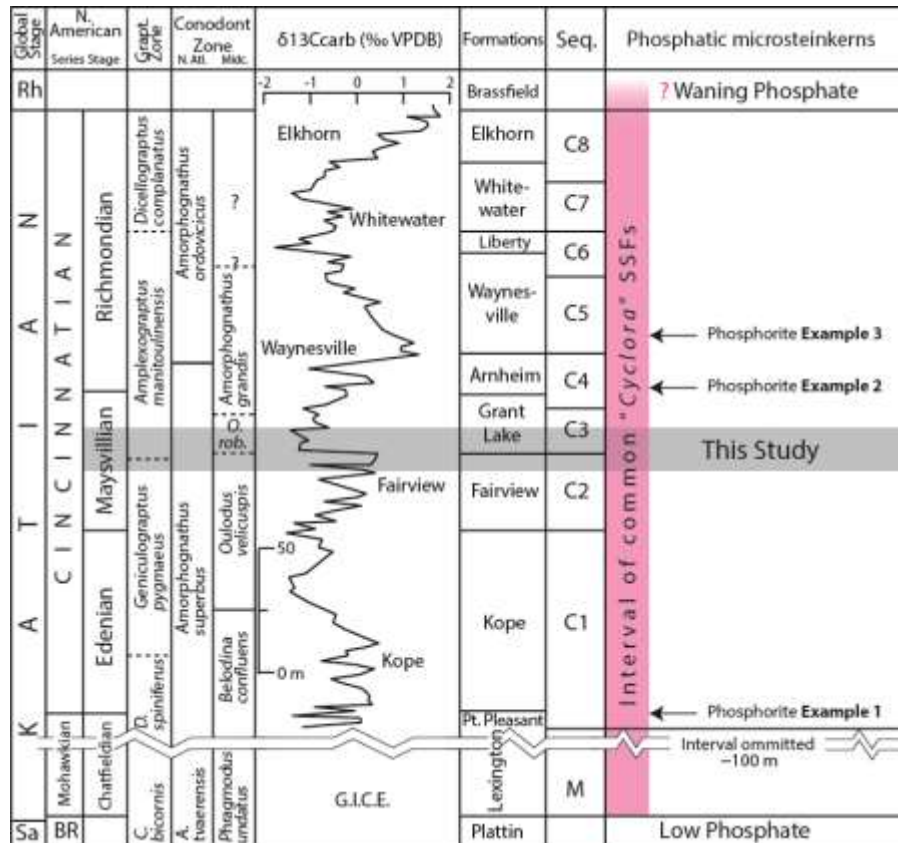 Global Stage
N. American
Series Stage
Grapt. Zone
Conodont Zone
N. Atl. Midc.
δ13Ccarb (‰ VPDB)
Formations
Seq.
Phosphatic microsteinkerns
Rh
-2 -1 0 1 2
Brassfield
? Waning Phosphate
KATIAN
CINCINNATIAN
Richmondian
Maysvillian
Edenian
Dicellograptus complanatus
Amplexograptus manitoulinensis
Geniculograptus pygmaeus
D. spiniferus
Amorphognathus ordovicicus
Amorphognathus superbus
?
?
Amorphognathus grandis
O. rob.
Oulodus velicuspis
Belodina confluens
Elkhorn
Whitewater
Waynesville
Fairview
50
Kope
0 m
Elkhorn
White-
water
Liberty
Waynes-
ville
Arnheim
Grant
Lake
Fairview
Kope
Pt. Pleasant
C8
C7
C6
C5
C4
C3
C2
C1
Interval of common "Cyclora" SSFs
Phosphorite Example 3
Phosphorite Example 2
This Study
Phosphorite Example 1
Interval ommitted
~100 m
Mohawkian
Chatfieldian
C. bicornis
A. tvaerensis
Phragmodus undatus
G.I.C.E.
Lexington
M
Sa
BR
Plattin
Low Phosphate